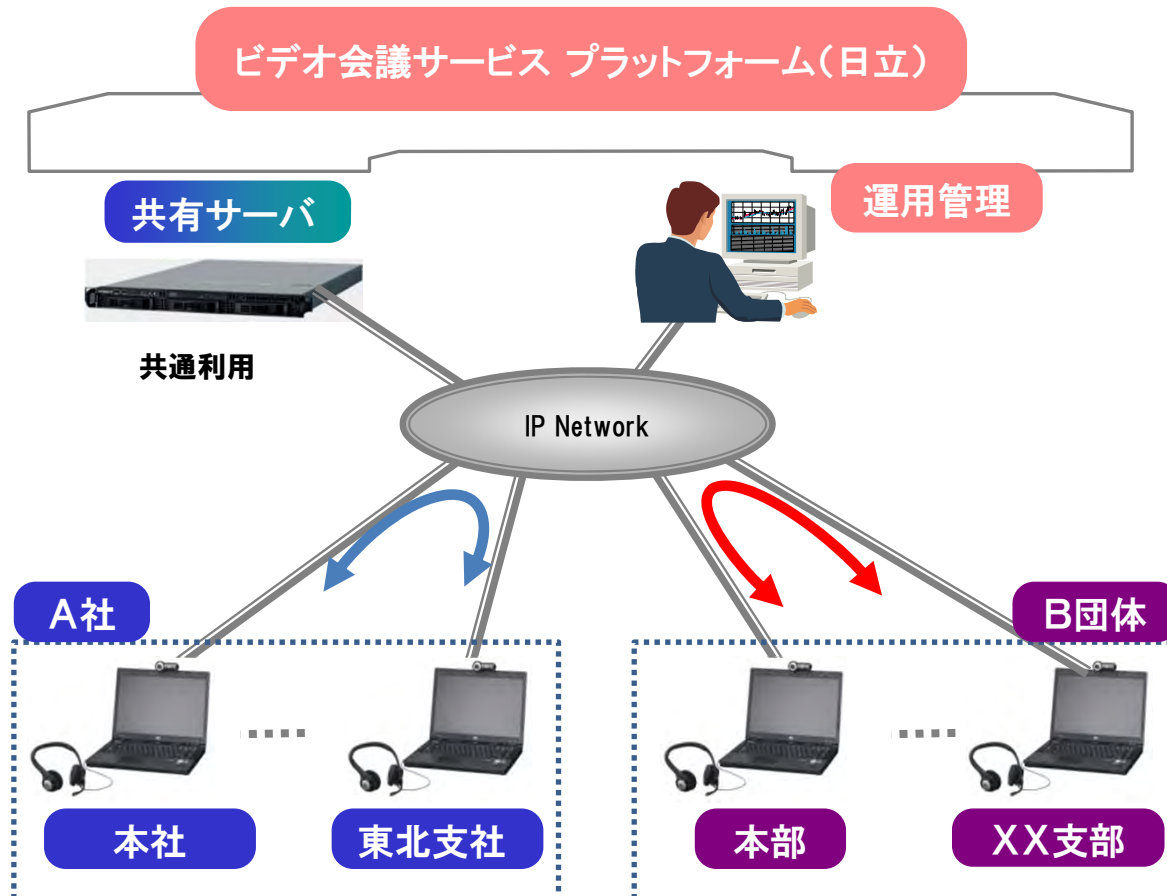 ビデオ会議サービス プラットフォーム(日立)
共有サーバ
運用管理
共通利用
IP Network
A社
B団体
本社
東北支社
本部
XX支部